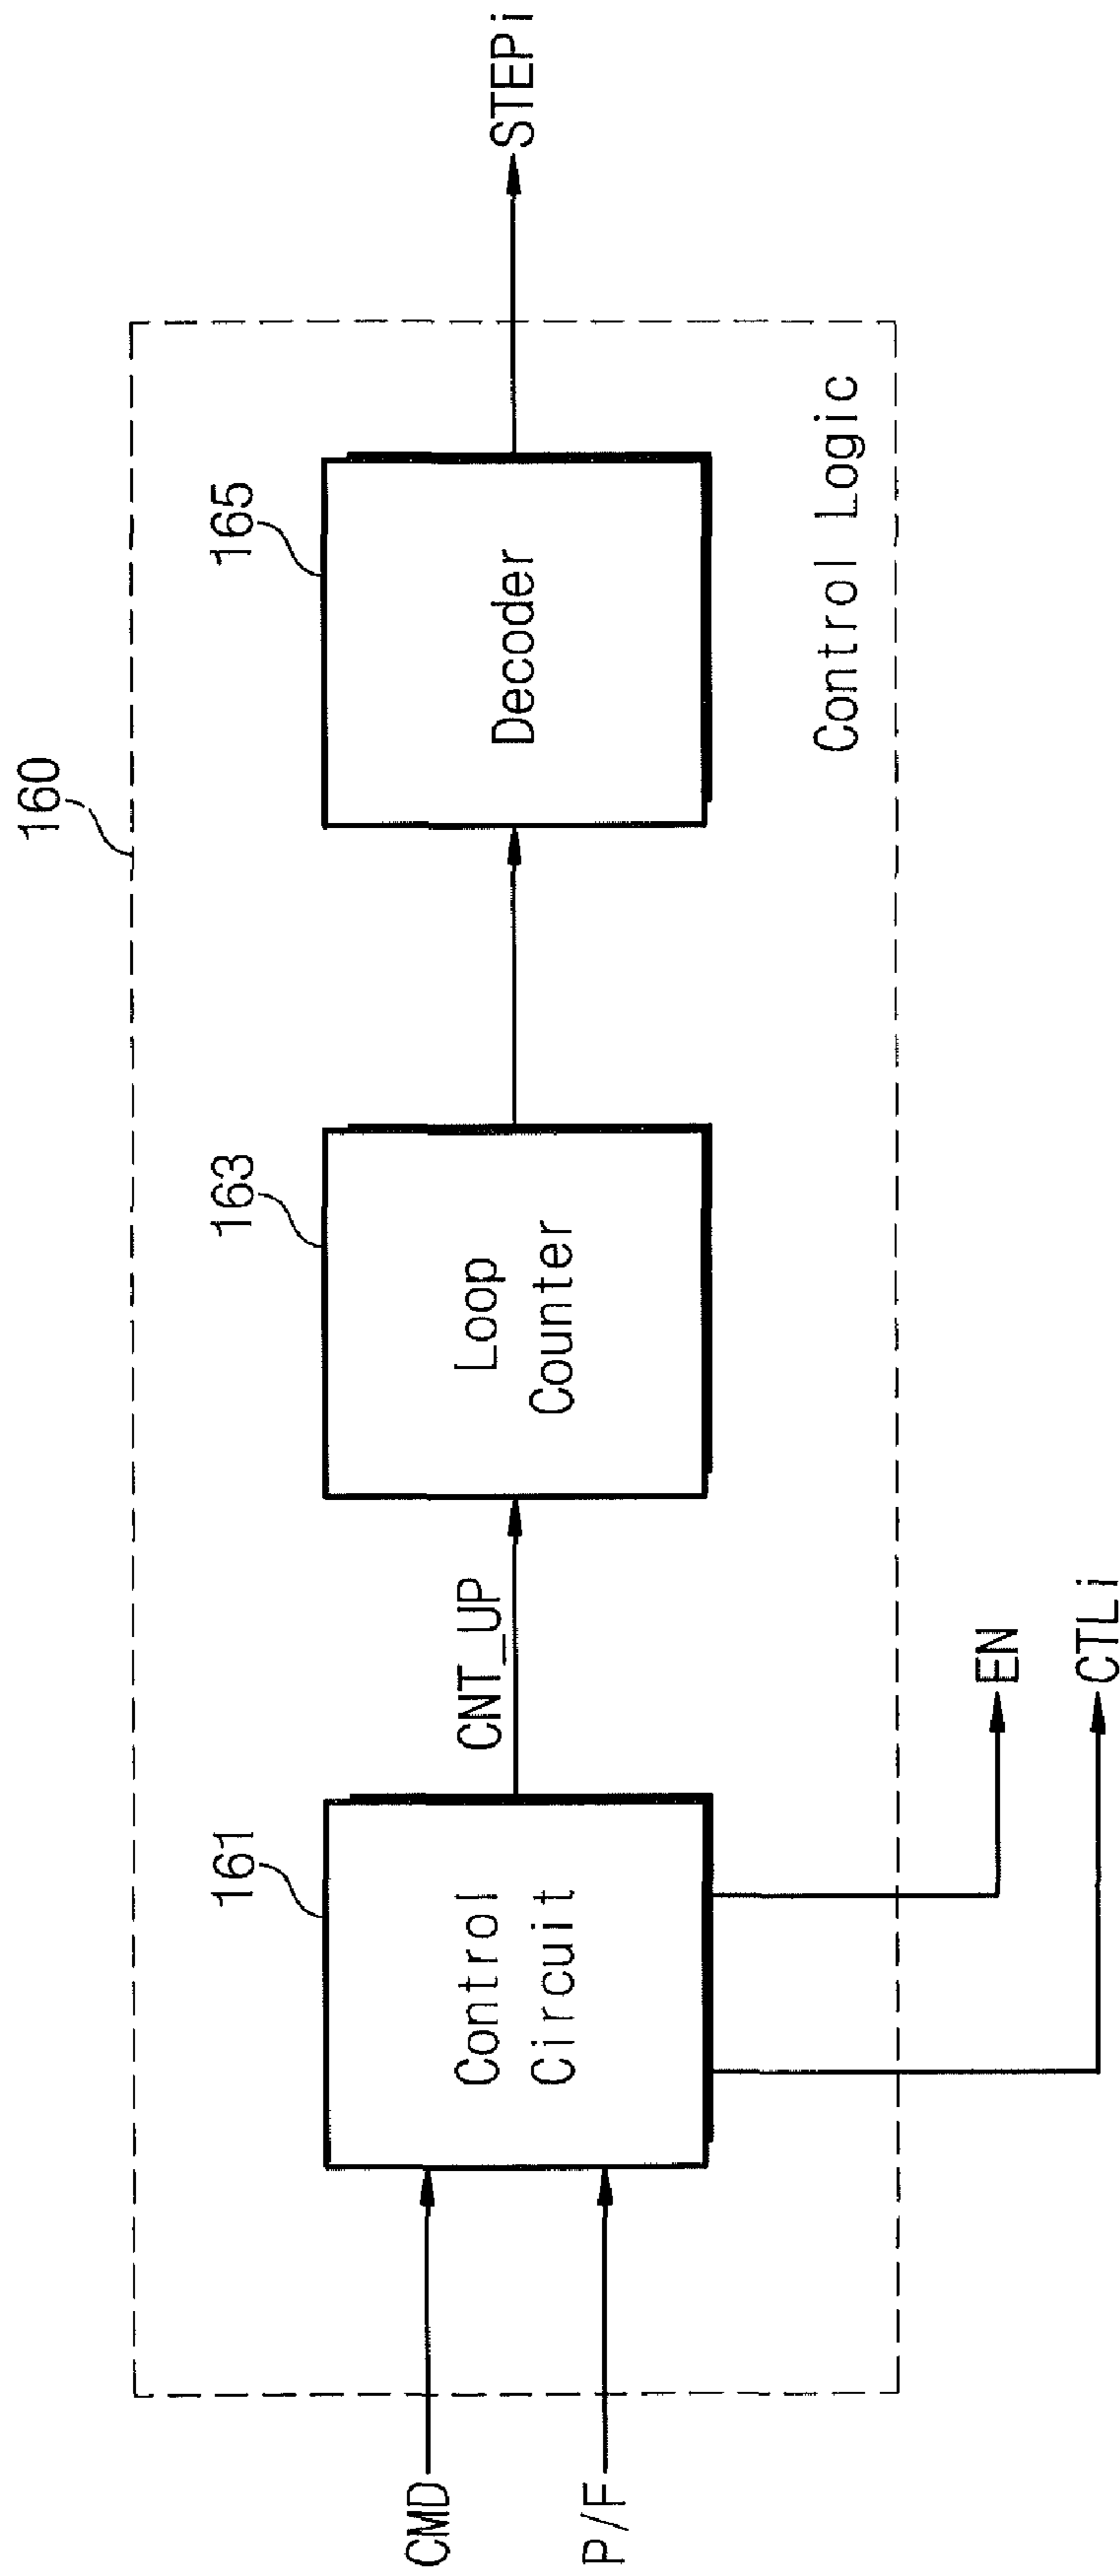 160
161
163
165
CMD
P/F
Control
Circuit
CNT_UP
Loop
Counter
Decoder
STEPi
Control Logic
EN
CTLi